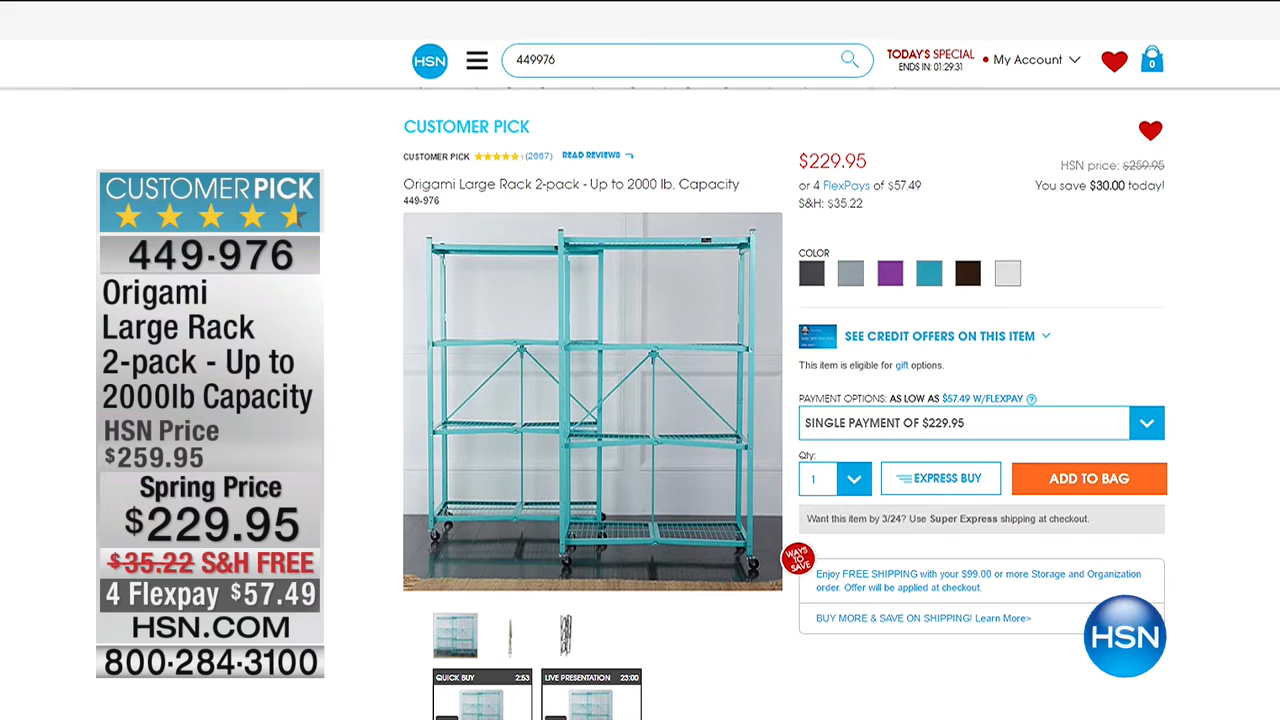 HSN
449976
TODAY'S SPECIAL
ENDS IN: 01:29:31
My Account
0
CUSTOMER PICK
449·976
Origami
Large Rack
2-pack - Up to
2000lb Capacity
HSN Price
$259.95
Spring Price
$229.95
$35.22 S&H FREE
4 Flexpay $57.49
HSN.COM
800·284·3100
CUSTOMER PICK
CUSTOMER PICK (2007) READ REVIEWS
Origami Large Rack 2-pack - Up to 2000 lb. Capacity
449-976
QUICK BUY 2:53
LIVE PRESENTATION 23:00
$229.95
HSN price: $259.95
or 4 FlexPays of $57.49
You save $30.00 today!
S&H: $35.22
COLOR
SEE CREDIT OFFERS ON THIS ITEM
This item is eligible for gift options.
PAYMENT OPTIONS: AS LOW AS $57.49 W/FLEXPAY ?
SINGLE PAYMENT OF $229.95
Qty:
1
EXPRESS BUY
ADD TO BAG
Want this item by 3/24? Use Super Express shipping at checkout.
WAYS
TO
SAVE
Enjoy FREE SHIPPING with your $99.00 or more Storage and Organization
order. Offer will be applied at checkout.
BUY MORE & SAVE ON SHIPPING! Learn More>
HSN